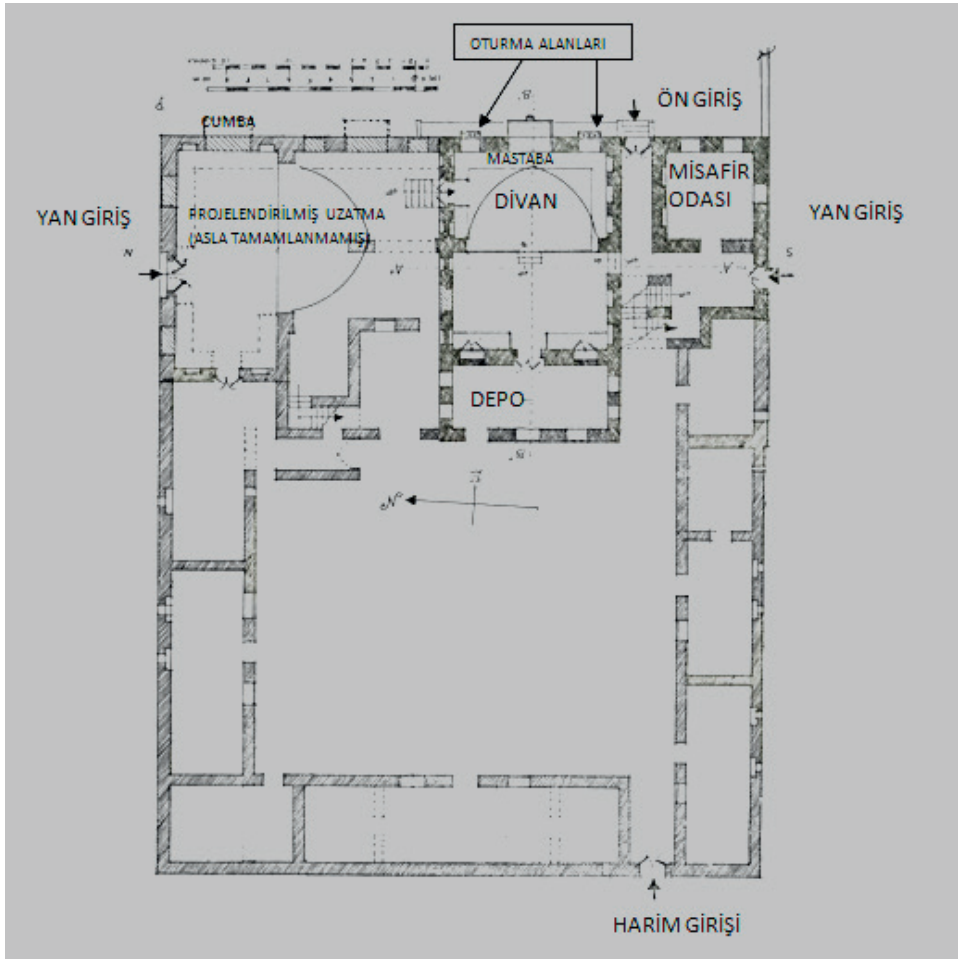 OTURMA ALANLARI
ÖN GİRİŞ
B'
CUMBA
MASTABA
MİSAFİR
ODASI
DİVAN
YAN GİRİŞ
PROJELENDİRİLMİŞ UZATMA
(ASLA TAMAMLANMAMIŞ)
YAN GİRİŞ
N
S
A'
A
DEPO
B'
N
HARİM GİRİŞİ